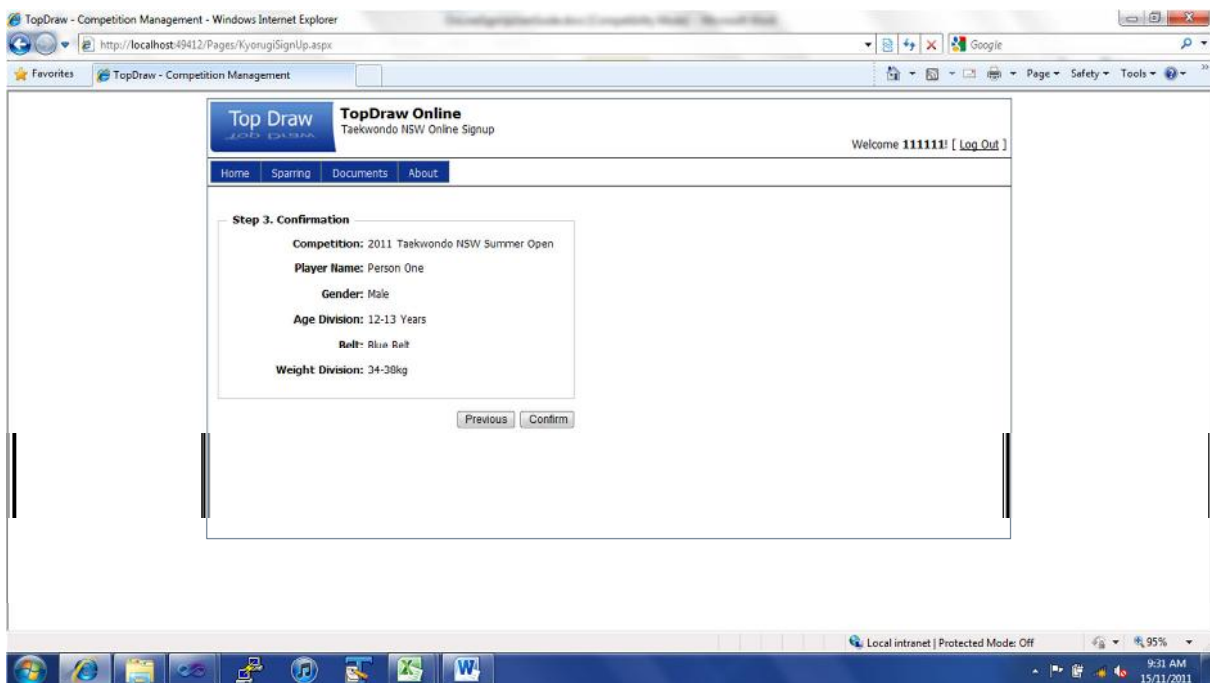 TopDraw - Competition Management - Windows Internet Explorer
http://localhost:49412/Pages/KyorugiSignUp.aspx
Google
Favorites
TopDraw - Competition Management
Page
Safety
Tools
Top Draw
TopDraw Online
Taekwondo NSW Online Signup
Welcome 111111! [ Log Out ]
Home Sparring Documents About
Step 3. Confirmation
Competition: 2011 Taekwondo NSW Summer Open
Player Name: Person One
Gender: Male
Age Division: 12-13 Years
Belt: Blue Belt
Weight Division: 34-38kg
Previous Confirm
Local intranet | Protected Mode: Off
95%
9:31 AM
15/11/2011